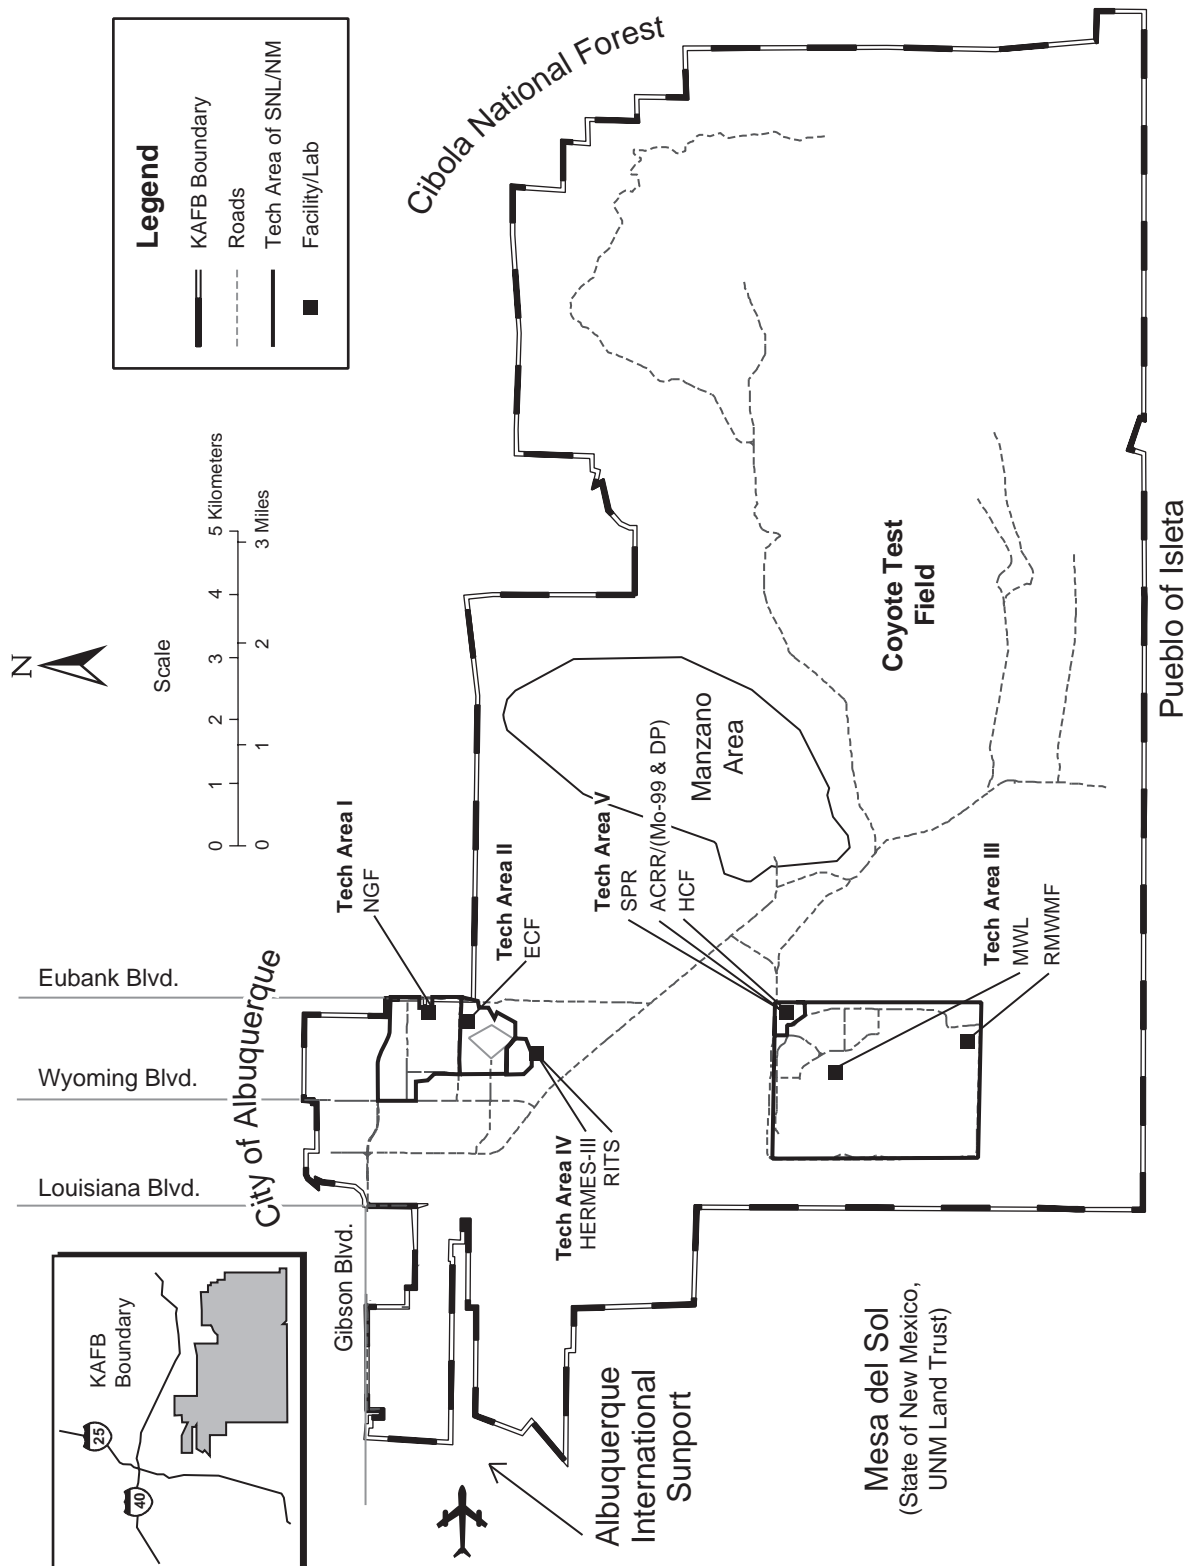 KAFB
Boundary
25
40
City of Albuquerque
Louisiana Blvd.
Wyoming Blvd.
Eubank Blvd.
Gibson Blvd.
N
Scale
0 1 2 3 4 5 Kilometers
0 1 2 3 Miles
Legend
KAFB Boundary
Roads
Tech Area of SNL/NM
Facility/Lab
Cibola National Forest
Tech Area I
NGF
Tech Area II
ECF
Tech Area IV
HERMES-III
RITS
Tech Area V
SPR
ACRR/(Mo-99 & DP)
HCF
Manzano
Area
Albuquerque
International
Sunport
Coyote Test
Field
Tech Area III
MWL
RMWMF
Mesa del Sol
(State of New Mexico,
UNM Land Trust)
Pueblo of Isleta